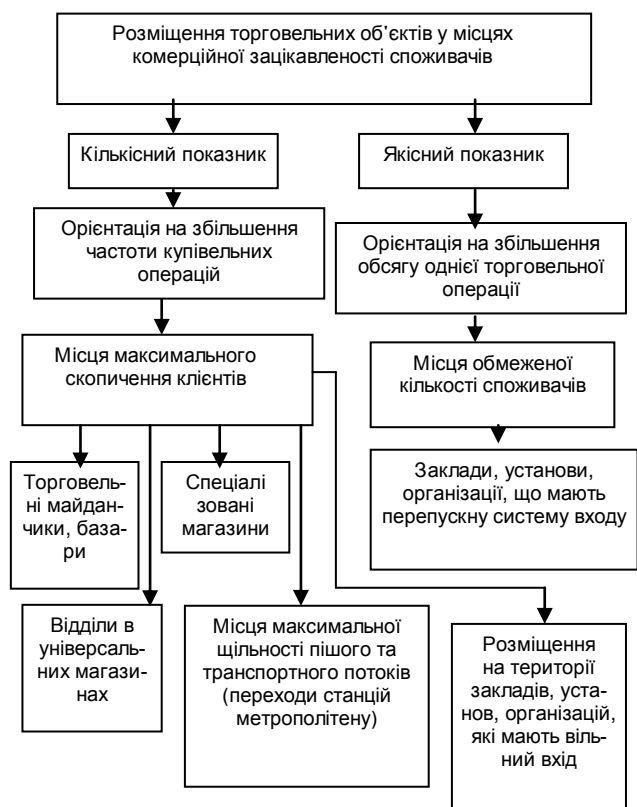 Розміщення торговельних об'єктів у місцях
комерційної зацікавленості споживачів
Кількісний показник
Якісний показник
Орієнтація на збільшення
частоти купівельних
операцій
Орієнтація на збільшення
обсягу однієї торговельної
операції
Місця максимального
скопичення клієнтів
Місця обмеженої
кількості споживачів
Торговель-
ні майдан-
чики, база-
ри
Спеціалі
зовані
магазини
Заклади, установи,
організації, що мають
перепускну систему входу
Відділи в
універсаль-
них магази-
нах
Місця максимальної
щільності пішого та
транспортного потоків
(переходи станцій
метрополітену)
Розміщення
на території
закладів, уста-
нов, організацій,
які мають віль-
ний вхід